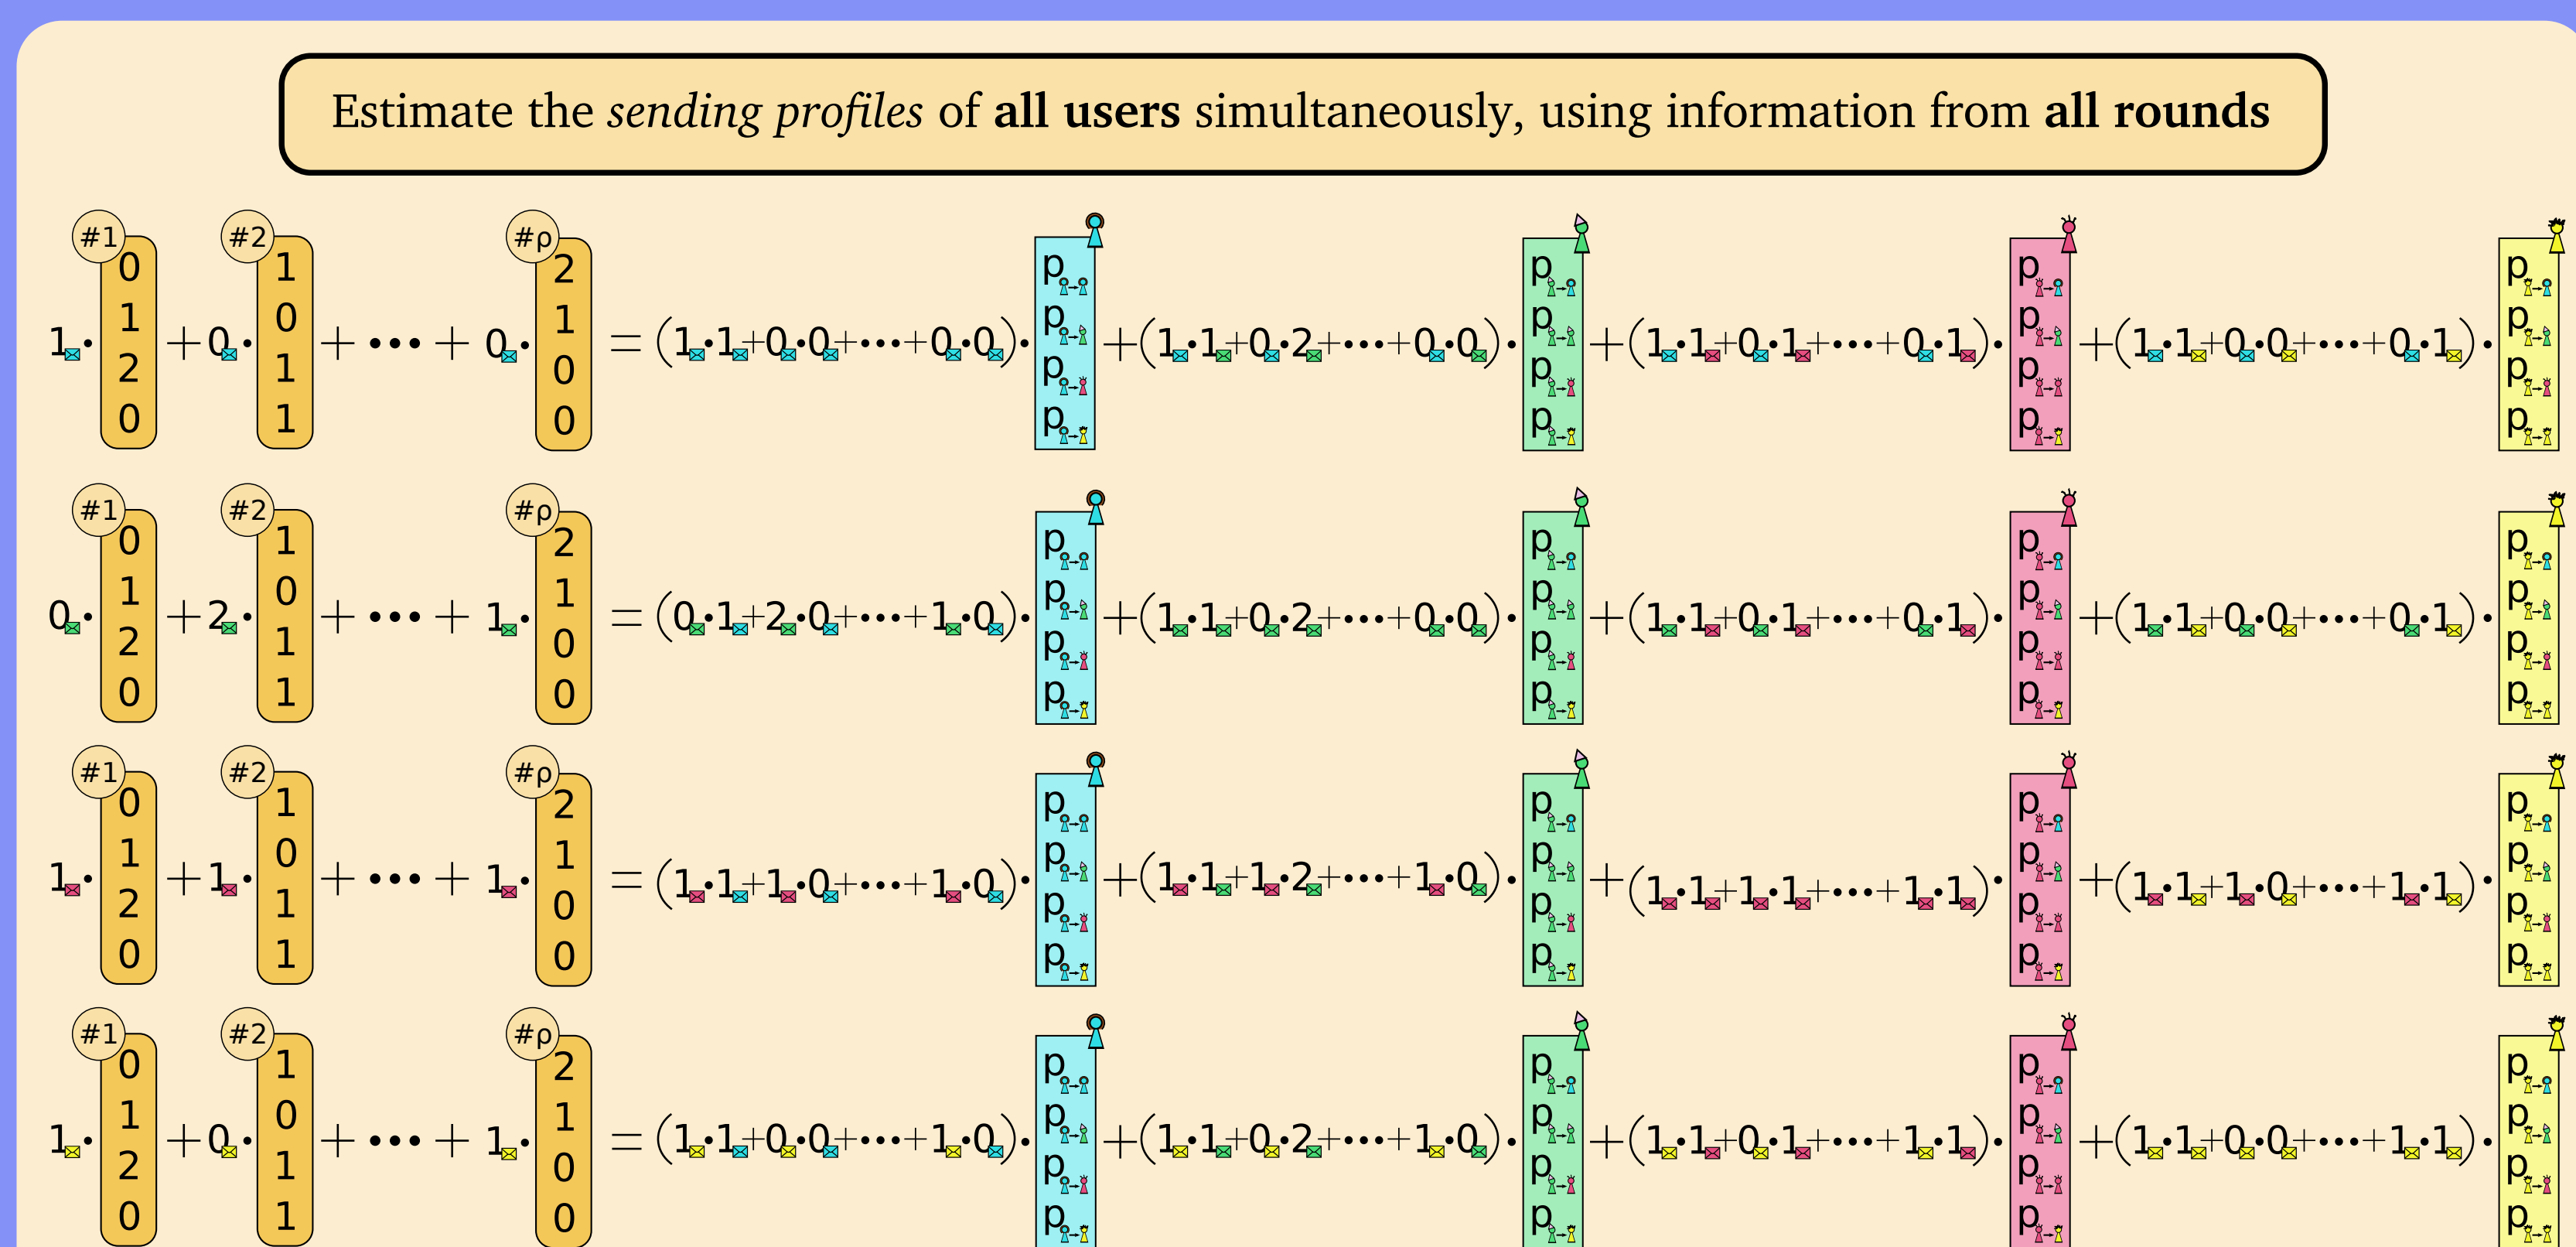 Estimate the sending profiles of all users simultaneously, using information from all rounds
#1 #2 #ρ
0 1 2 p p p p
1 0 1 p p p p
1· +0· + ··· + 0· = (1·1+0·0+···+0·0)· +(1·1+0·2+···+0·0)· +(1·1+0·1+···+0·1)· +(1·1+0·0+···+0·1)·
2 1 0 p p p p
0 1 0 p p p p
#1 #2 #ρ
0 1 2 p p p p
1 0 1 p p p p
0· +2· + ··· + 1· = (0·1+2·0+···+1·0)· +(1·1+0·2+···+0·0)· +(1·1+0·1+···+0·1)· +(1·1+0·0+···+0·1)·
2 1 0 p p p p
0 1 0 p p p p
#1 #2 #ρ
0 1 2 p p p p
1 0 1 p p p p
1· +1· + ··· + 1· = (1·1+1·0+···+1·0)· +(1·1+1·2+···+1·0)· +(1·1+1·1+···+1·1)· +(1·1+1·0+···+1·1)·
2 1 0 p p p p
0 1 0 p p p p
#1 #2 #ρ
0 1 2 p p p p
1 0 1 p p p p
1· +0· + ··· + 1· = (1·1+0·0+···+1·0)· +(1·1+0·2+···+1·0)· +(1·1+0·1+···+1·1)· +(1·1+0·0+···+1·1)·
2 1 0 p p p p
0 1 0 p p p p